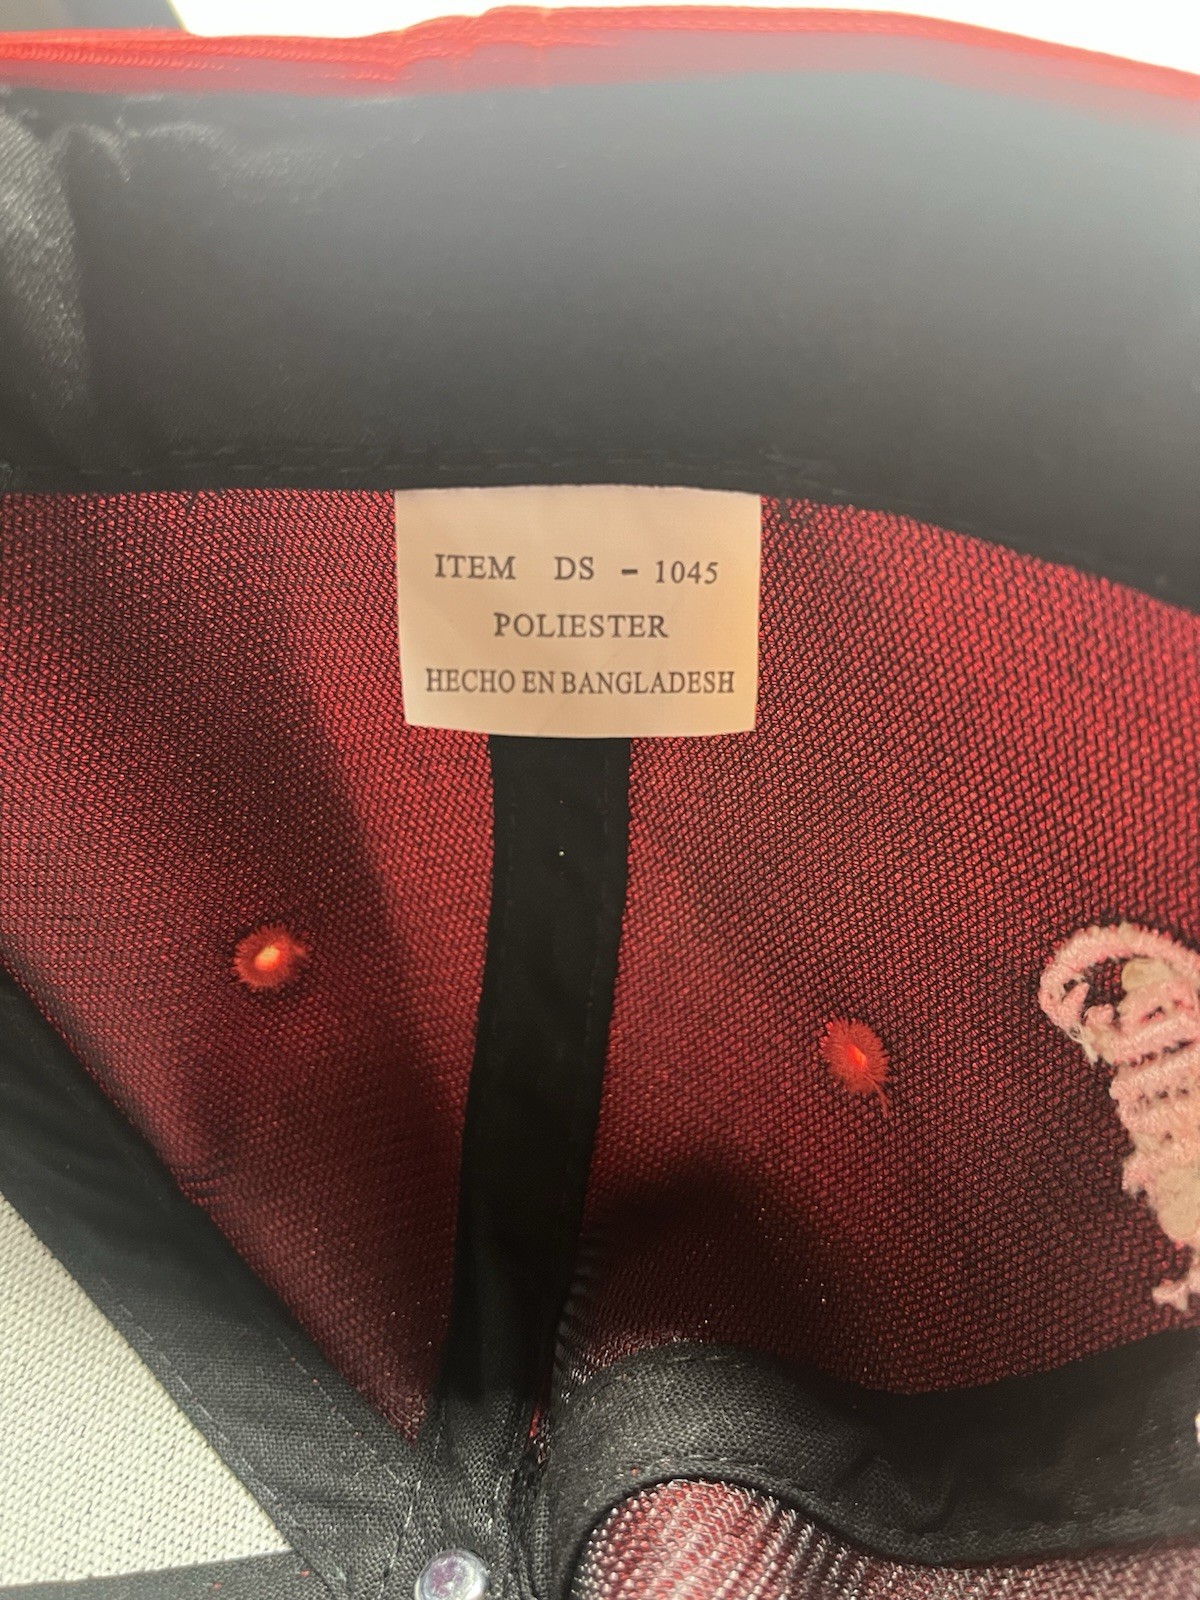 ITEM DS - 1045
POLIESTER
HECHO EN BANGLADESH